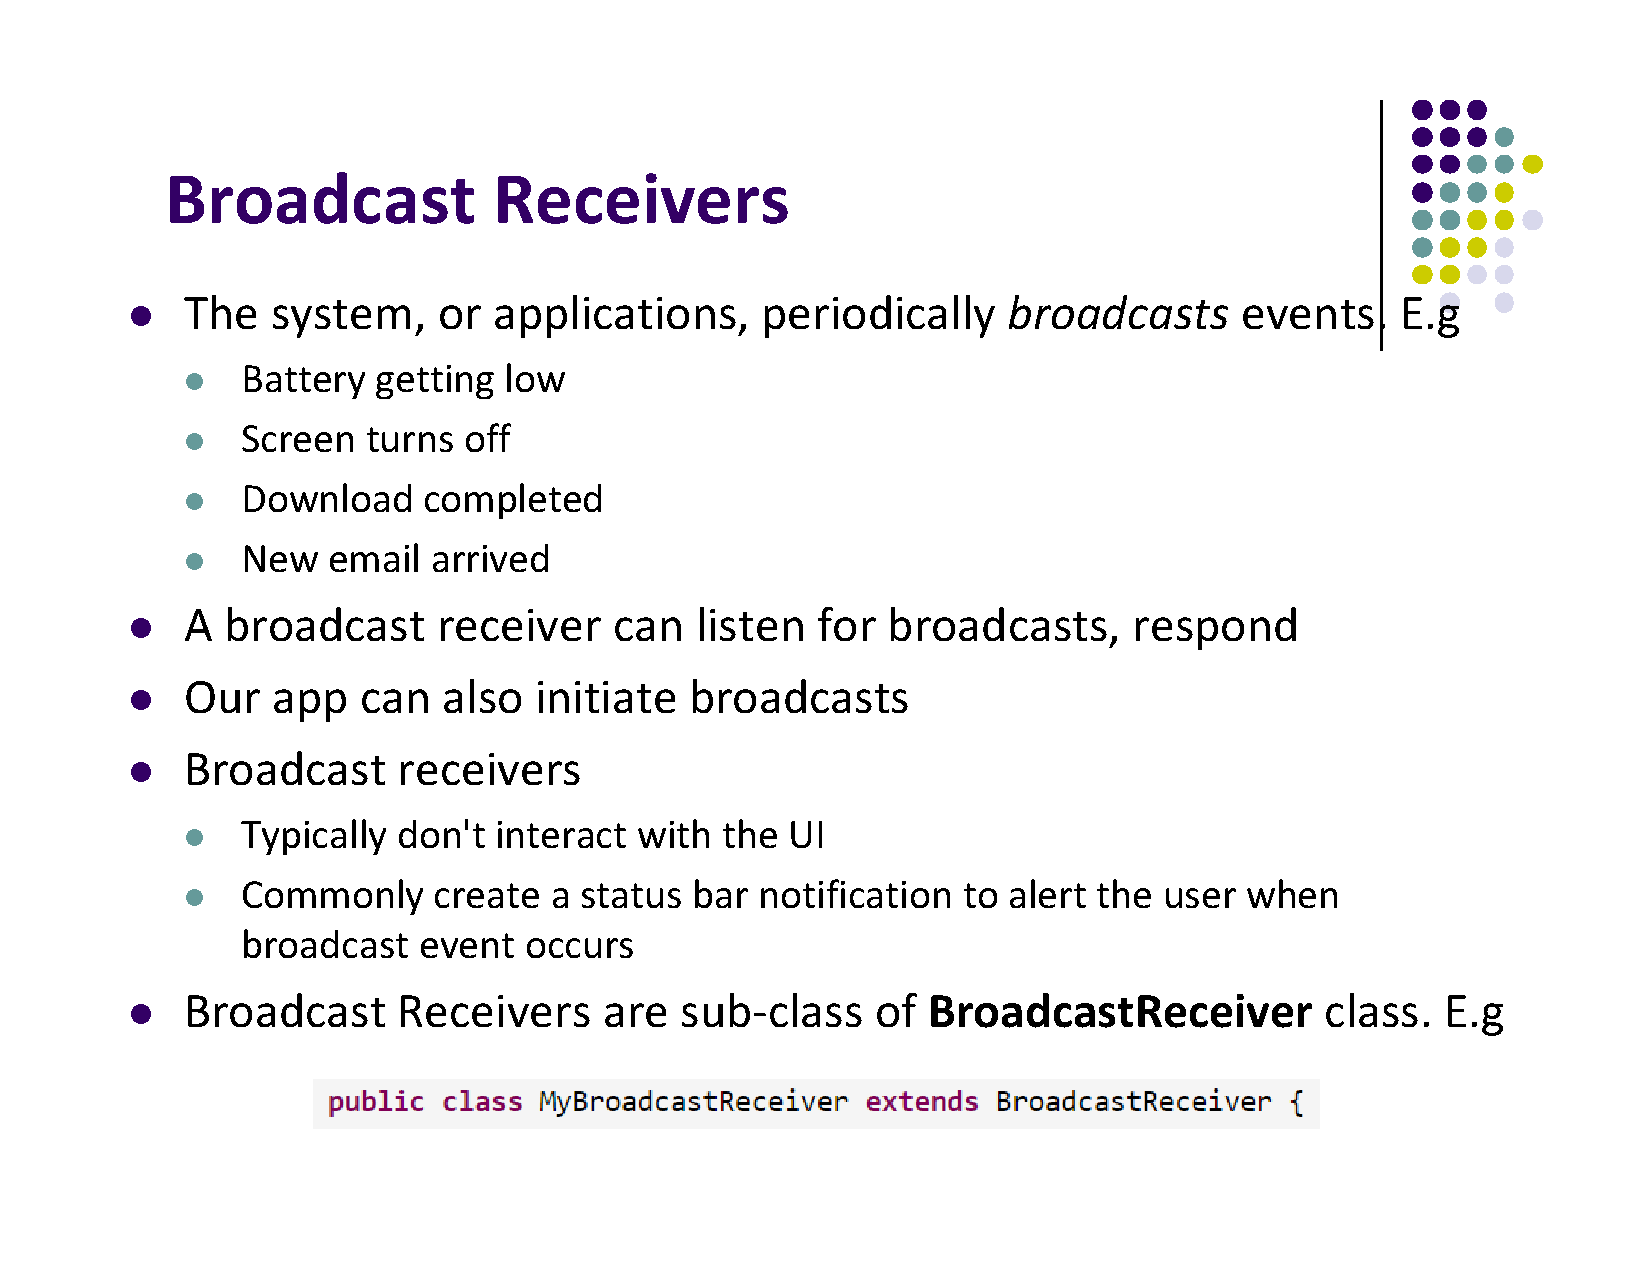 Broadcast Receivers
The system, or applications, periodically broadcasts events. E.g
Battery getting low
Screen turns off
Download completed
New email arrived
A broadcast receiver can listen for broadcasts, respond
Our app can also initiate broadcasts
Broadcast receivers
Typically don't interact with the UI
Commonly create a status bar notification to alert the user when
broadcast event occurs
Broadcast Receivers are sub-class of BroadcastReceiver class. E.g
public class MyBroadcastReceiver extends BroadcastReceiver {